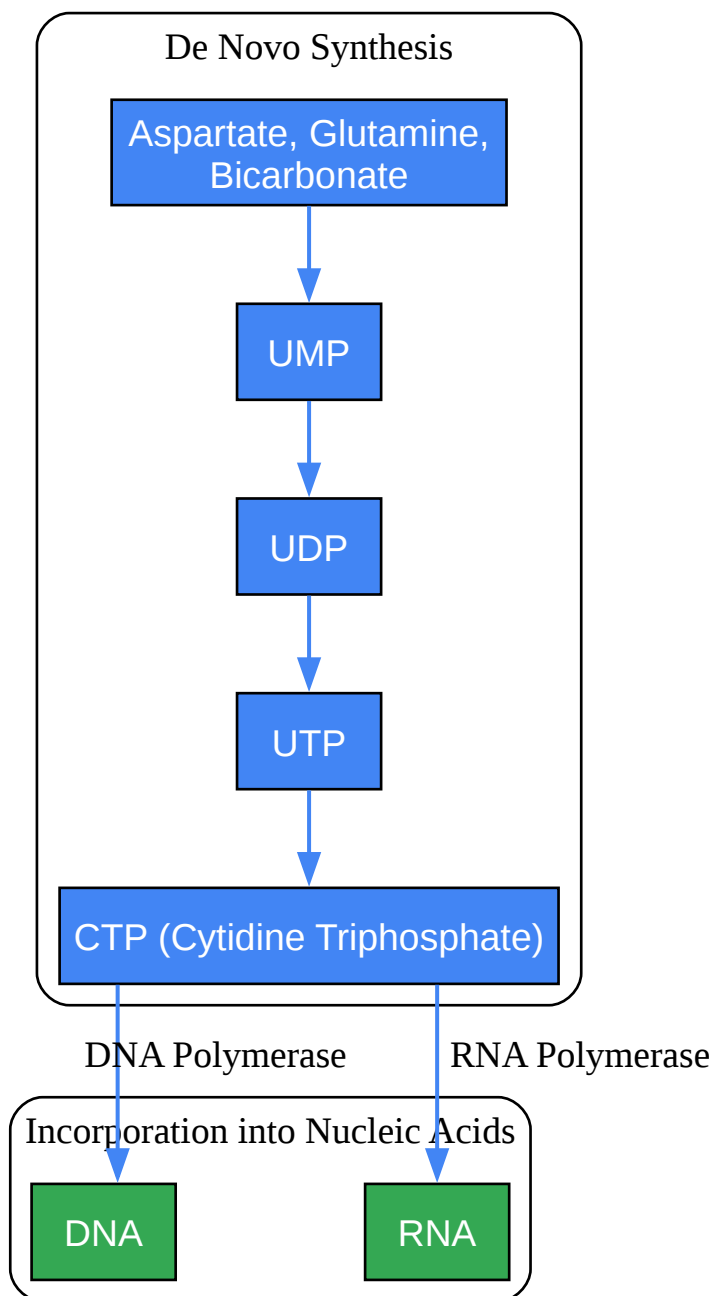 De Novo Synthesis
Aspartate, Glutamine,
Bicarbonate
UMP
UDP
UTP
CTP (Cytidine Triphosphate)
DNA Polymerase
RNA Polymerase
Incorporation into Nucleic Acids
DNA
RNA